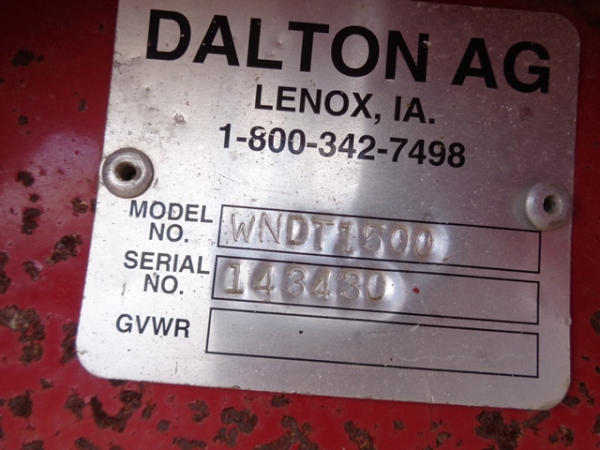 DALTON AG
LENOX, IA.
1-800-342-7498
MODEL NO. WNDT1500
SERIAL NO. 143430
GVWR